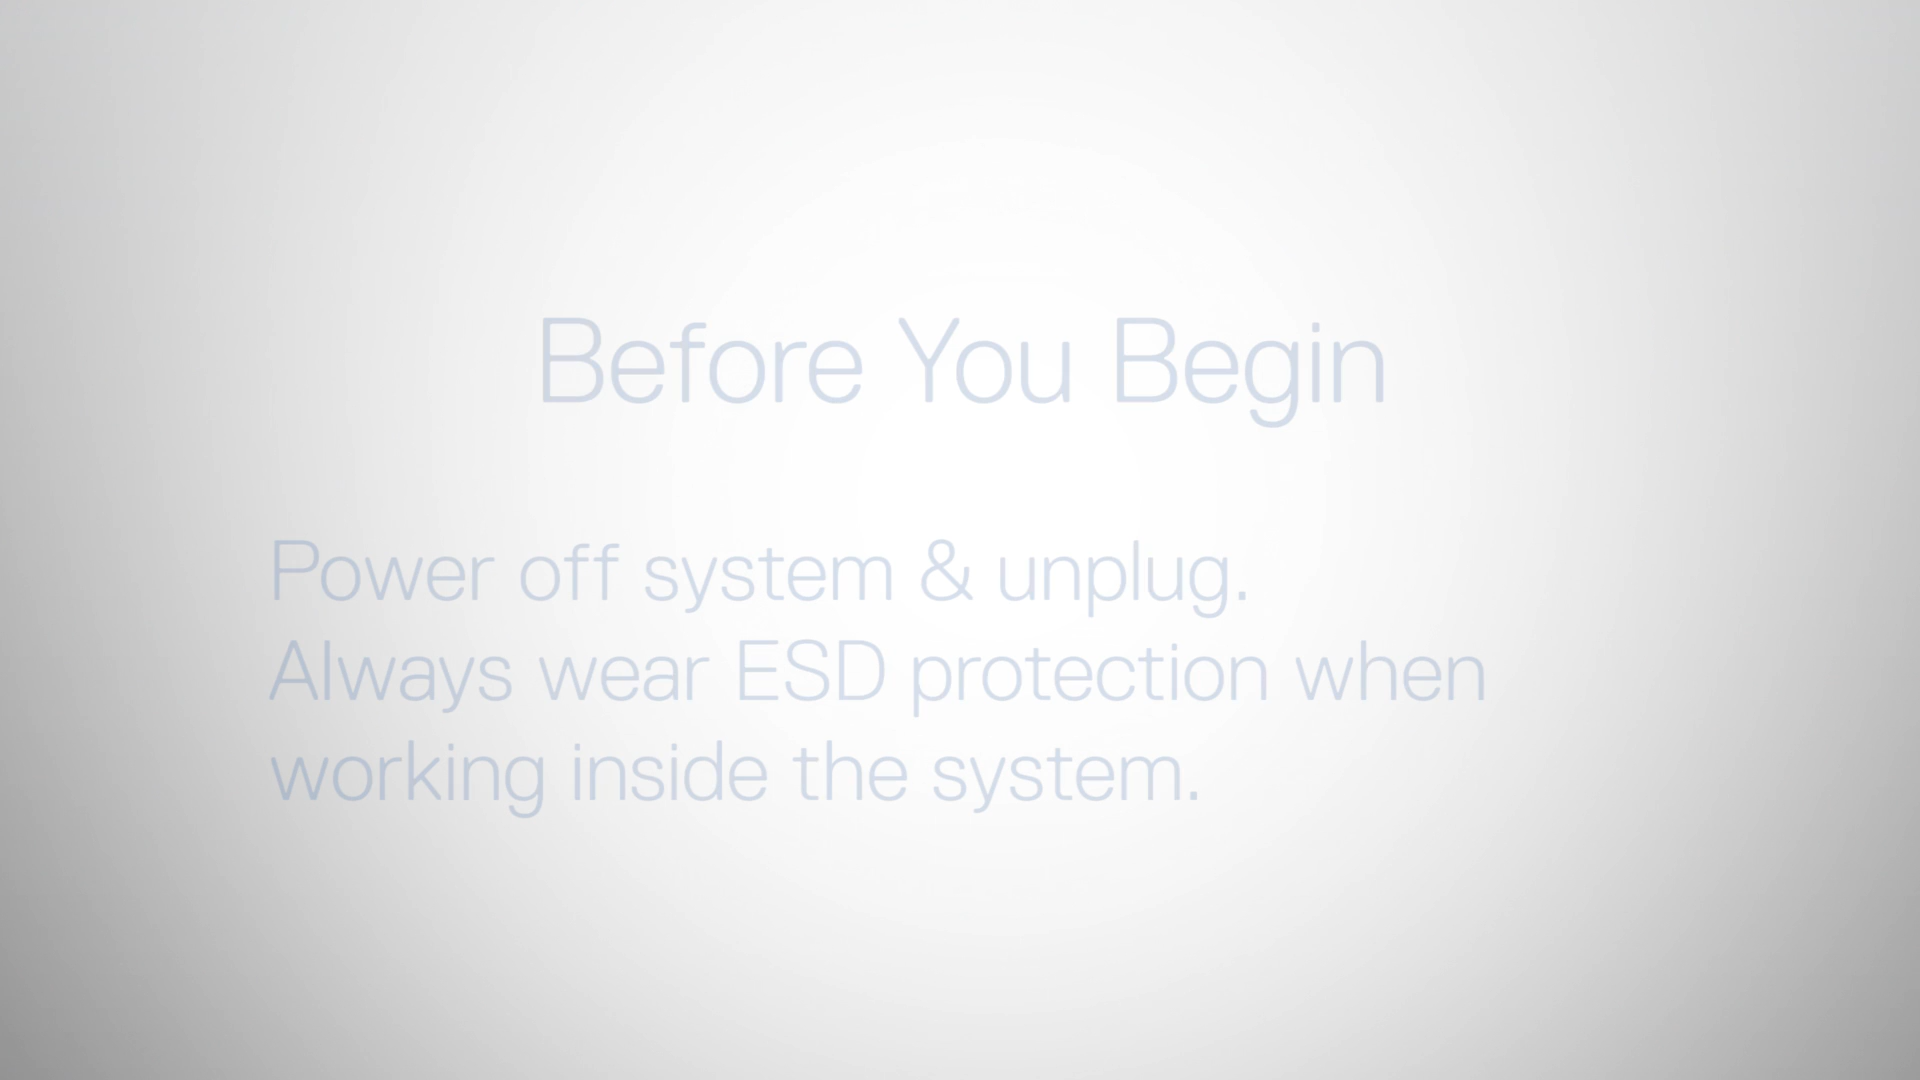 Before You Begin
Power off system & unplug.
Always wear ESD protection when
working inside the system.